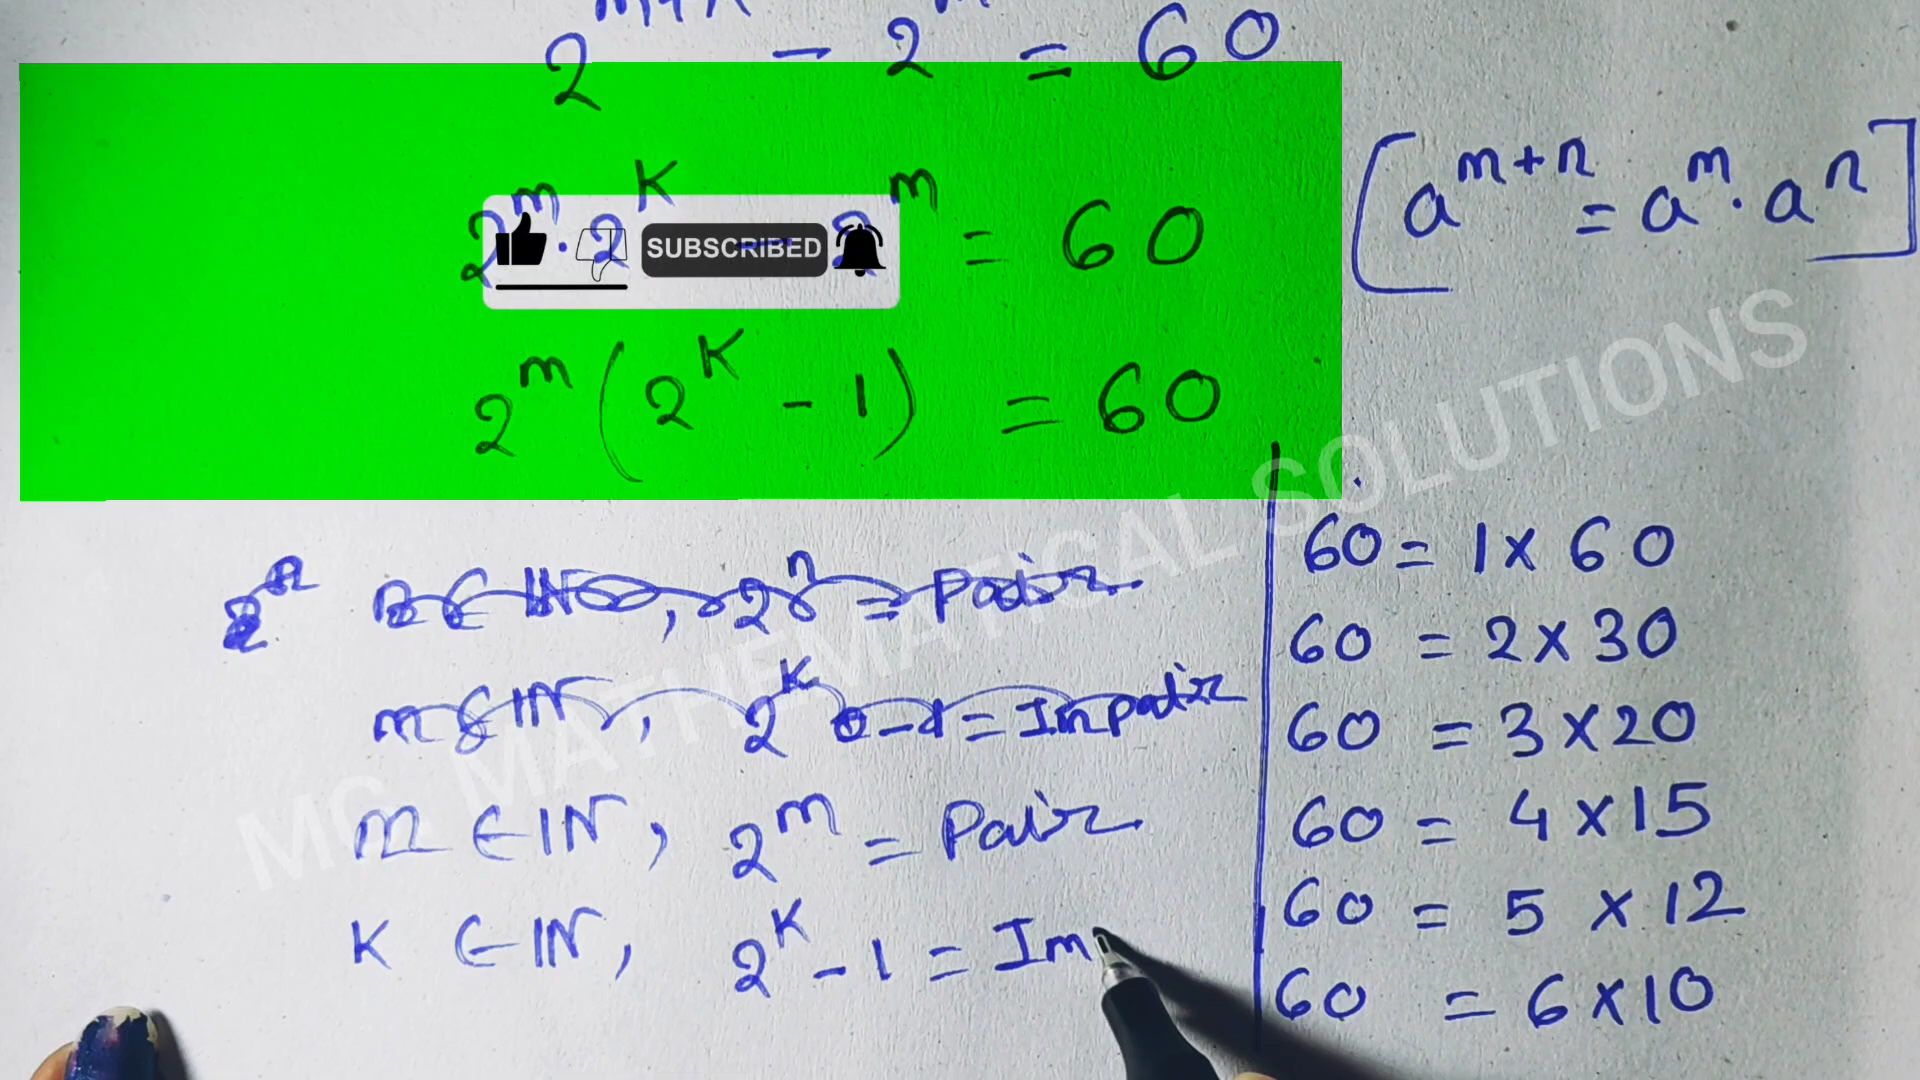 2^{m+k} - 2^m = 60
2^m · 2^k - 2^m = 60
SUBSCRIBED
[a^{m+n} = a^m · a^n]
2^m (2^k - 1) = 60
m ∈ IN, 2^m = Pair
K ∈ IN, 2^K - 1 = Im
60 = 1 × 60
60 = 2 × 30
60 = 3 × 20
60 = 4 × 15
60 = 5 × 12
60 = 6 × 10
MG MATHEMATICAL SOLUTIONS